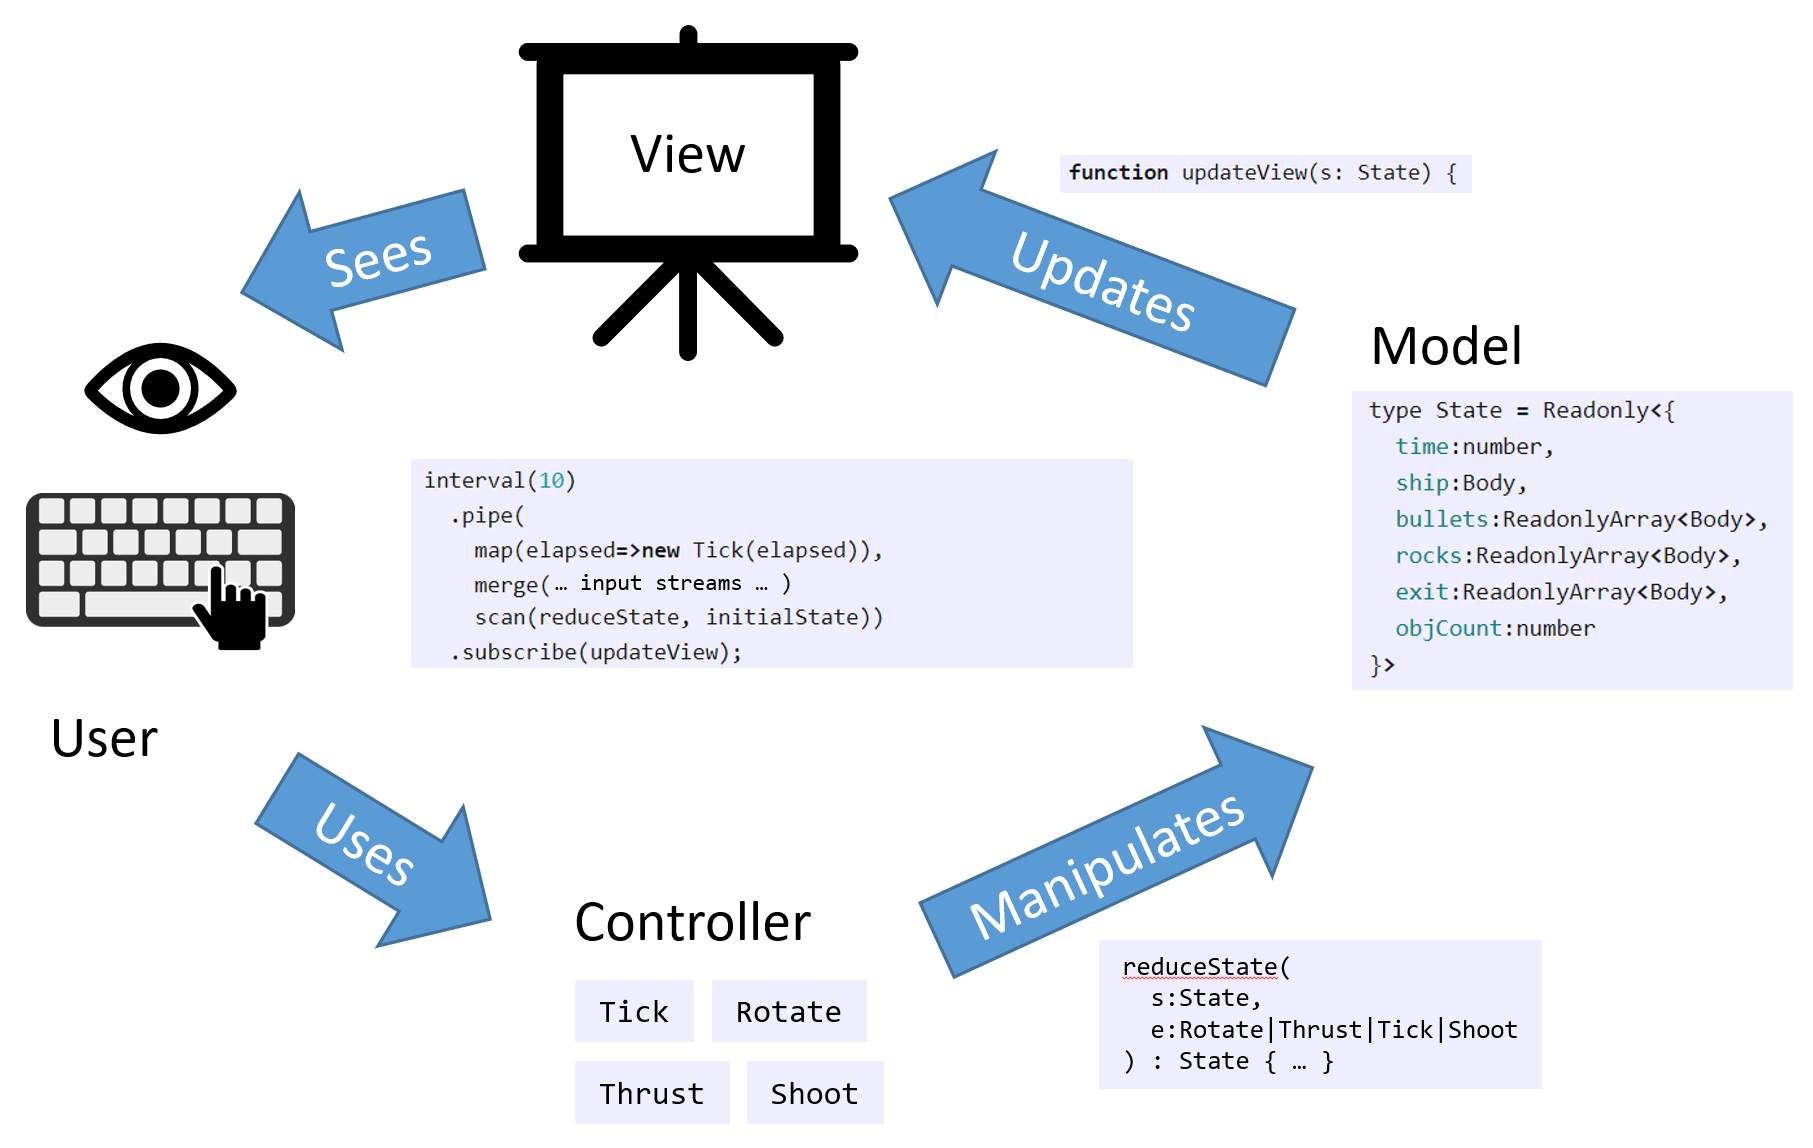 View
function updateView(s: State) {
Sees
Updates
Model
type State = Readonly<{
time:number,
ship:Body,
bullets:ReadonlyArray<Body>,
rocks:ReadonlyArray<Body>,
exit:ReadonlyArray<Body>,
objCount:number
}>
interval(10)
.pipe(
map(elapsed=>new Tick(elapsed)),
merge(… input streams … )
scan(reduceState, initialState))
.subscribe(updateView);
User
Uses
Manipulates
Controller
Tick
Rotate
Thrust
Shoot
reduceState(
s:State,
e:Rotate|Thrust|Tick|Shoot
) : State { … }